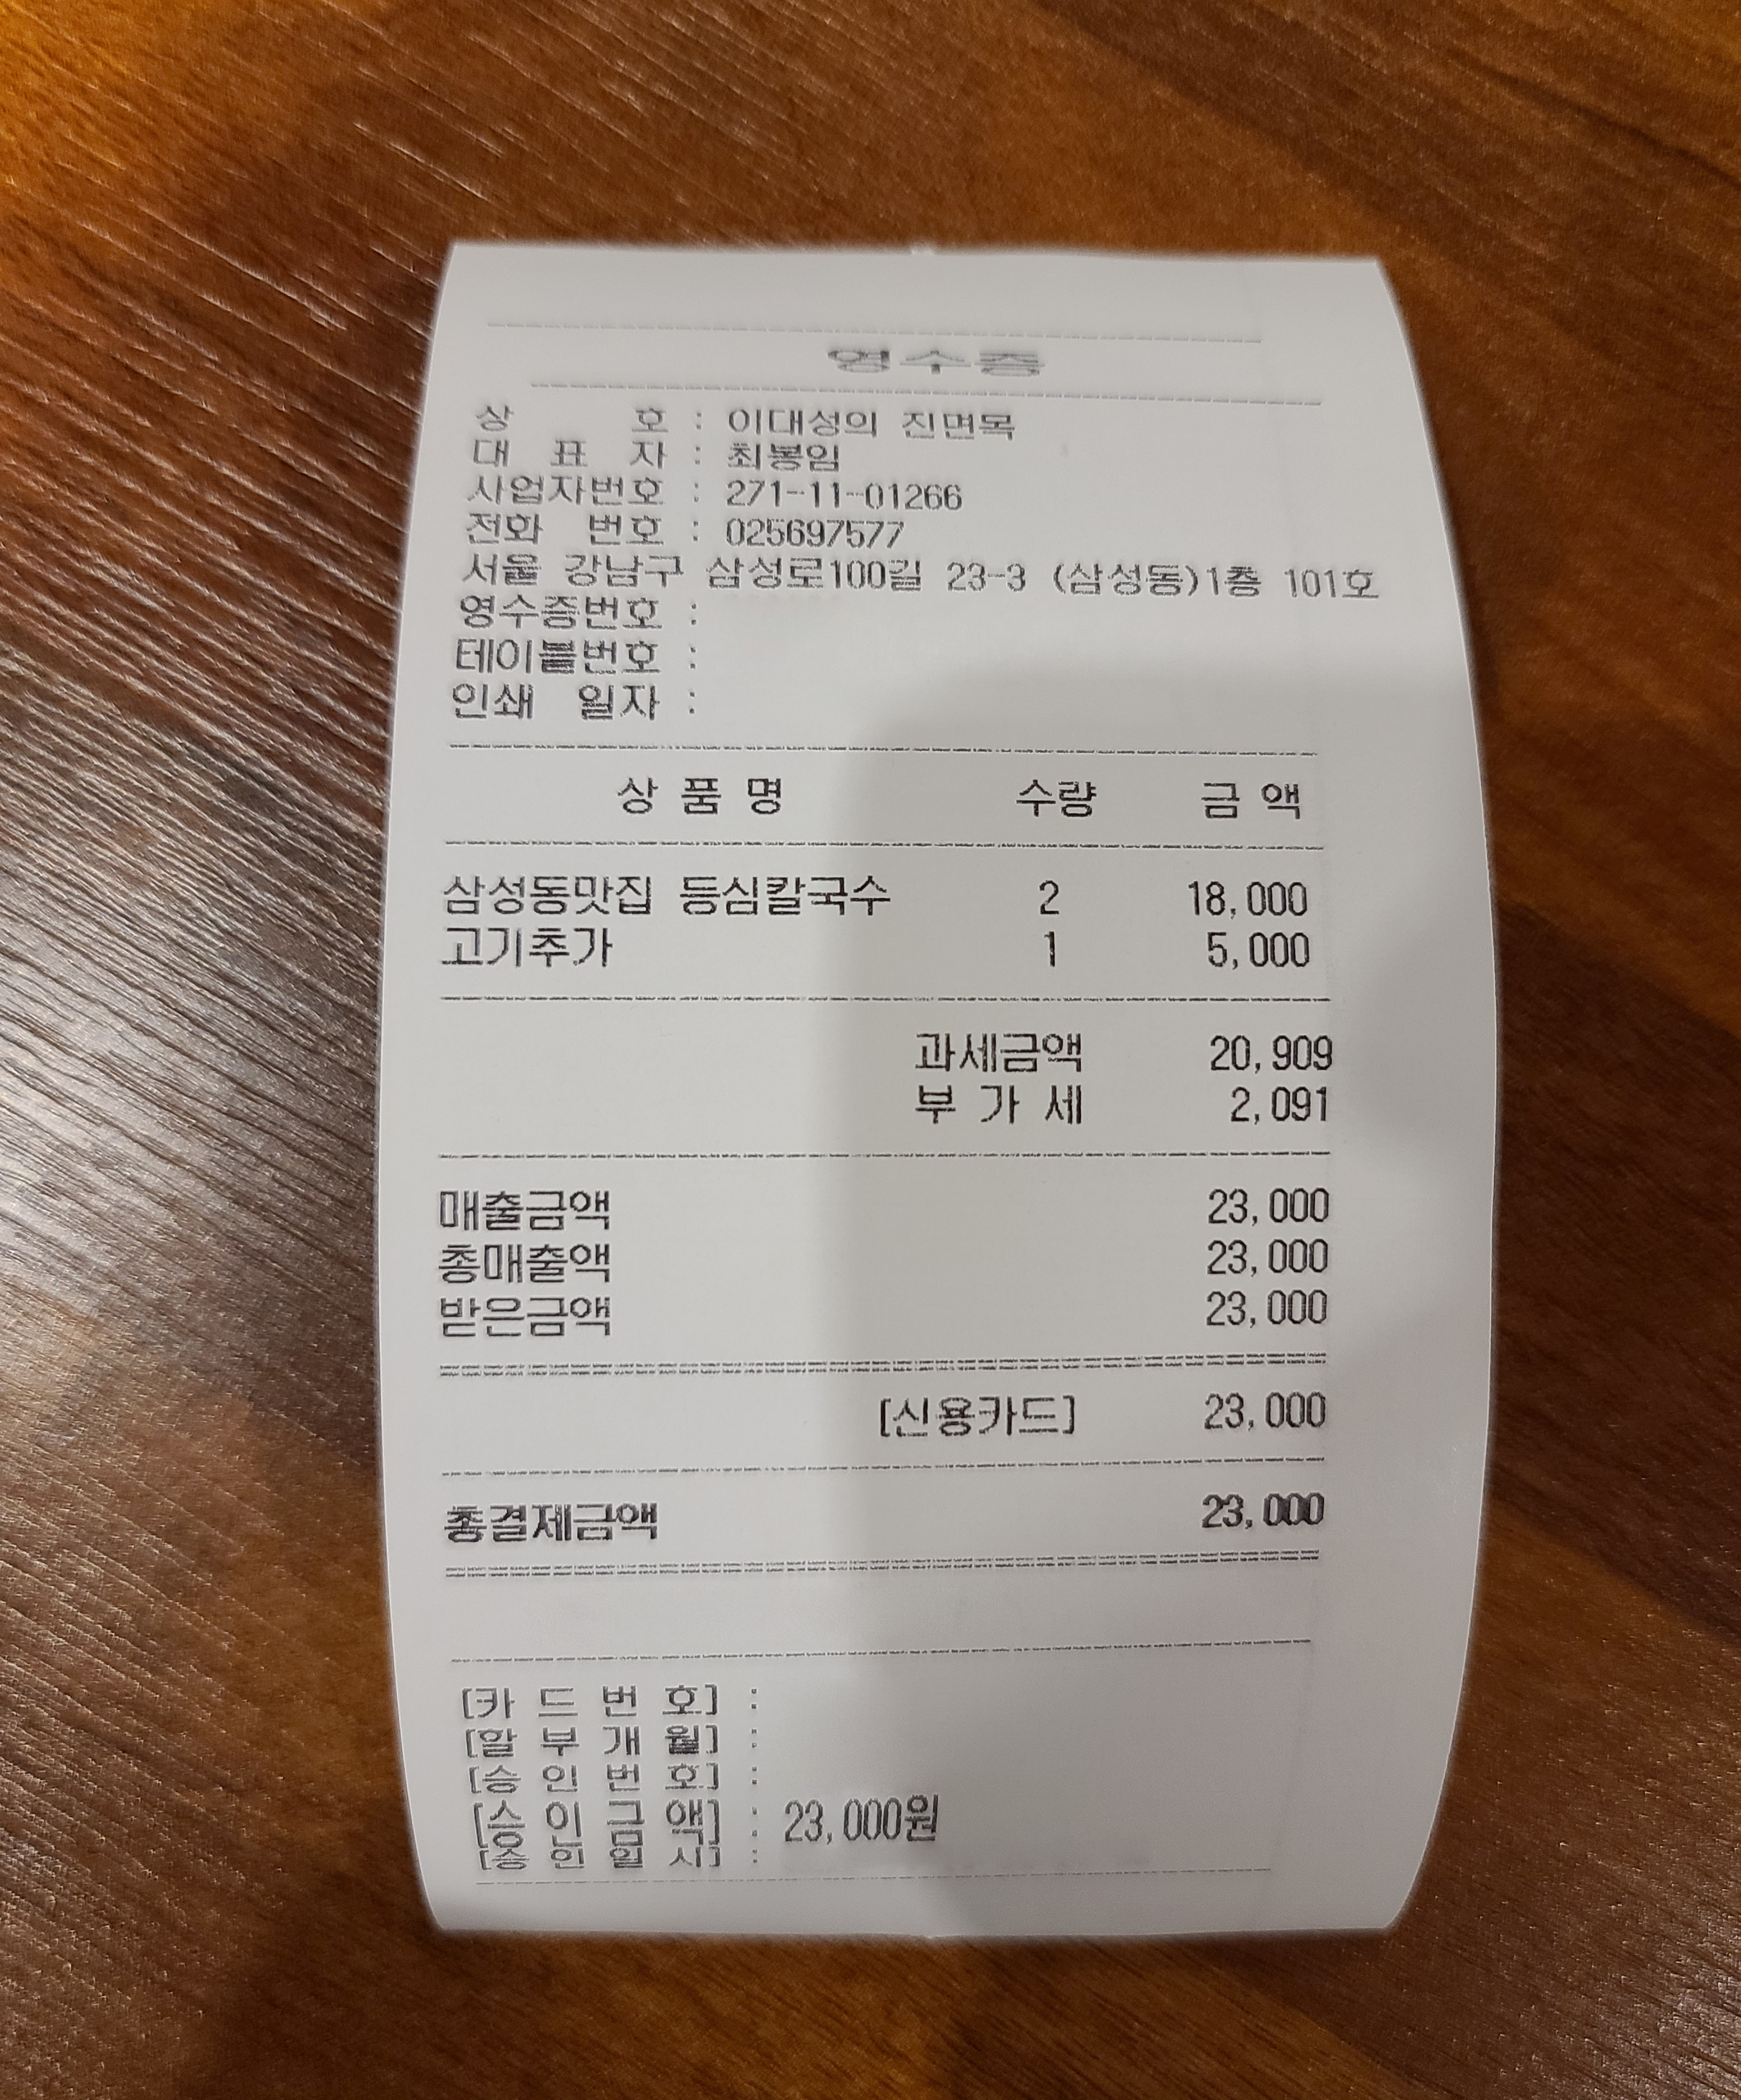 영수증
상 호 : 이대성의 진면목
대 표 자 : 최봉임
사업자번호 : 271-11-01266
전화 번호 : 025697577
서울 강남구 삼성로100길 23-3 (삼성동)1층 101호
영수증번호 :
테이블번호 :
인쇄 일자 :
상 품 명 수량 금 액
삼성동맛집 등심칼국수 2 18,000
고기추가 1 5,000
과세금액 20,909
부 가 세 2,091
매출금액 23,000
총매출액 23,000
받은금액 23,000
[신용카드] 23,000
총결제금액 23,000
[카 드 번 호] :
[할 부 개 월] :
[승 인 번 호] :
[승 인 금 액] : 23,000원
[승 인 일 시] :